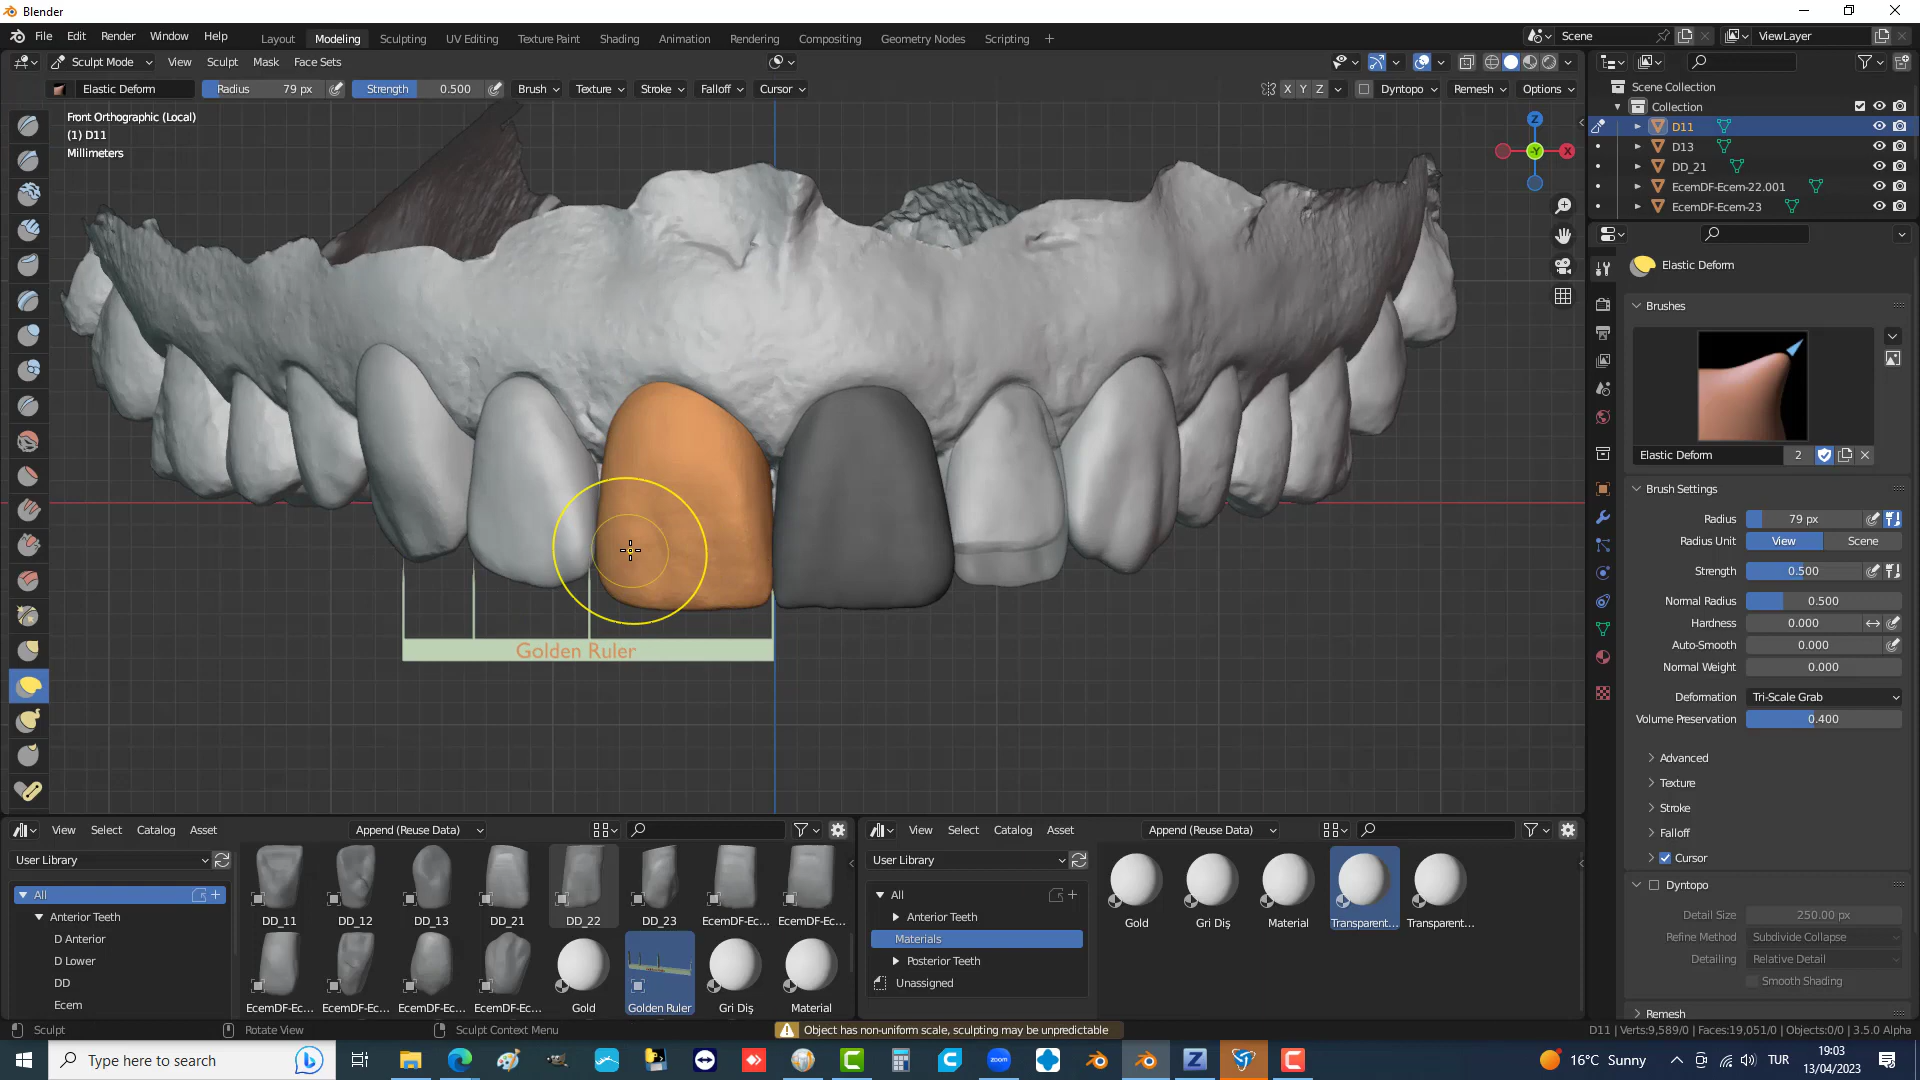 Blender
File Edit Render Window Help
Layout Modeling Sculpting UV Editing Texture Paint Shading Animation Rendering Compositing Geometry Nodes Scripting +
Scene
ViewLayer
Sculpt Mode View Sculpt Mask Face Sets
Elastic Deform Radius 79 px Strength 0.500 Brush Texture Stroke Falloff Cursor
X Y Z Dyntopo Remesh Options
Front Orthographic (Local)
(1) D11
Millimeters
Z
-Y
X
Golden Ruler
Scene Collection
Collection
D11
D13
DD_21
EcemDF-Ecem-22.001
EcemDF-Ecem-23
Elastic Deform
Brushes
Elastic Deform 2
Brush Settings
Radius 79 px
Radius Unit View Scene
Strength 0.500
Normal Radius 0.500
Hardness 0.000
Auto-Smooth 0.000
Normal Weight 0.000
Deformation Tri-Scale Grab
Volume Preservation 0.400
Advanced
Texture
Stroke
Falloff
Cursor
Dyntopo
Detail Size 250.00 px
Refine Method Subdivide Collapse
Detailing Relative Detail
Smooth Shading
Remesh
View Select Catalog Asset Append (Reuse Data)
User Library
All
Anterior Teeth
D Anterior
D Lower
DD
Ecem
DD_11 DD_12 DD_13 DD_21 DD_22 DD_23 EcemDF-Ec... EcemDF-Ec...
EcemDF-Ec... EcemDF-Ec... EcemDF-Ec... EcemDF-Ec... Gold Golden Ruler Gri Diş Material
View Select Catalog Asset Append (Reuse Data)
User Library
All
Anterior Teeth
Materials
Posterior Teeth
Unassigned
Gold Gri Diş Material Transparent... Transparent...
Sculpt Rotate View Sculpt Context Menu
Object has non-uniform scale, sculpting may be unpredictable
D11 | Verts:9,589/0 | Faces:19,051/0 | Objects:0/0 | 3.5.0 Alpha
Type here to search
zoom
16°C Sunny
TUR
19:03
13/04/2023